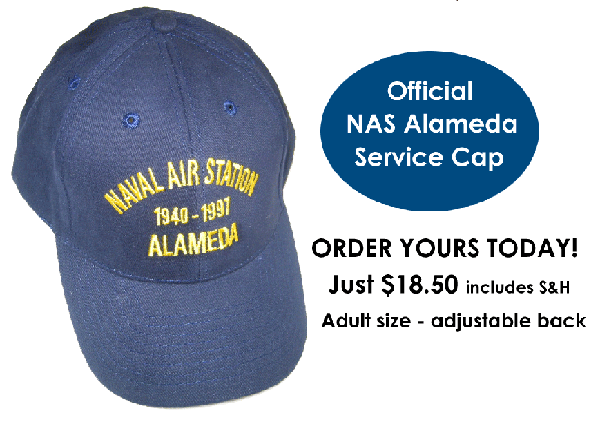 NAVAL AIR STATION
1940-1997
ALAMEDA
Official
NAS Alameda
Service Cap
ORDER YOURS TODAY!
Just $18.50 includes S&H
Adult size - adjustable back